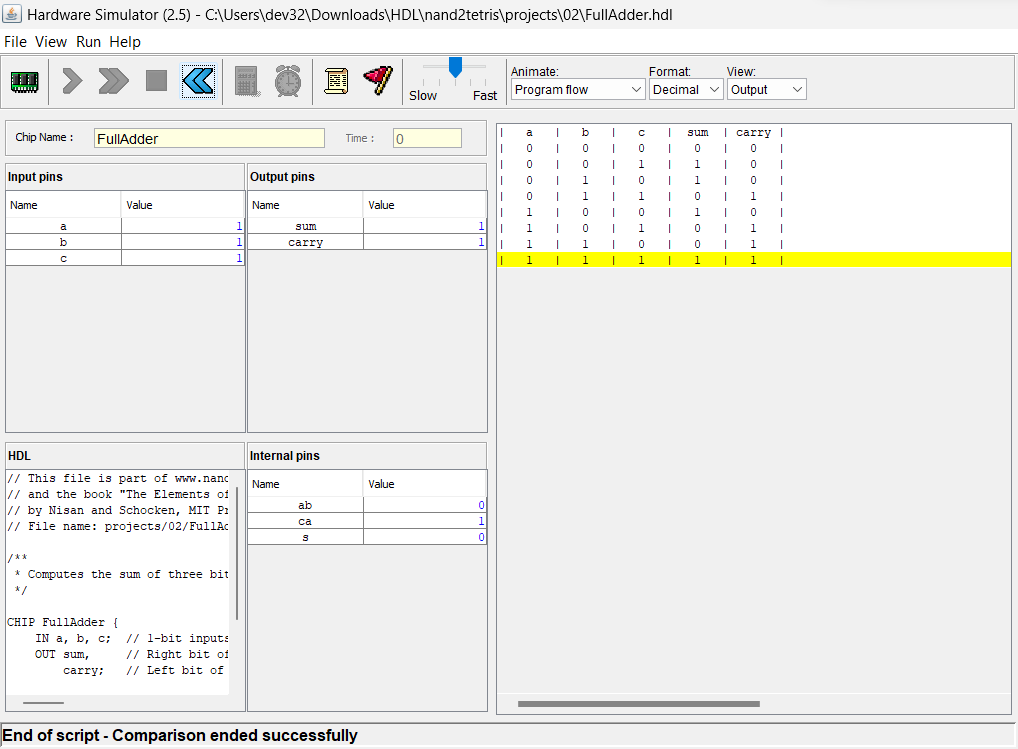 Hardware Simulator (2.5) - C:\Users\dev32\Downloads\HDL\nand2tetris\projects\02\FullAdder.hdl
File View Run Help
Animate: Format: View:
Slow Fast Program flow Decimal Output
Chip Name : FullAdder Time : 0
Input pins
Name Value
a 1
b 1
c 1
Output pins
Name Value
sum 1
carry 1
HDL
// This file is part of www.nand
// and the book "The Elements of
// by Nisan and Schocken, MIT Pr
// File name: projects/02/FullAd
/**
* Computes the sum of three bit
*/
CHIP FullAdder {
IN a, b, c; // 1-bit inputs
OUT sum, // Right bit of
carry; // Left bit of
Internal pins
Name Value
ab 0
ca 1
s 0
| a | b | c | sum | carry |
| 0 | 0 | 0 | 0 | 0 |
| 0 | 0 | 1 | 1 | 0 |
| 0 | 1 | 0 | 1 | 0 |
| 0 | 1 | 1 | 0 | 1 |
| 1 | 0 | 0 | 1 | 0 |
| 1 | 0 | 1 | 0 | 1 |
| 1 | 1 | 0 | 0 | 1 |
| 1 | 1 | 1 | 1 | 1 |
End of script - Comparison ended successfully